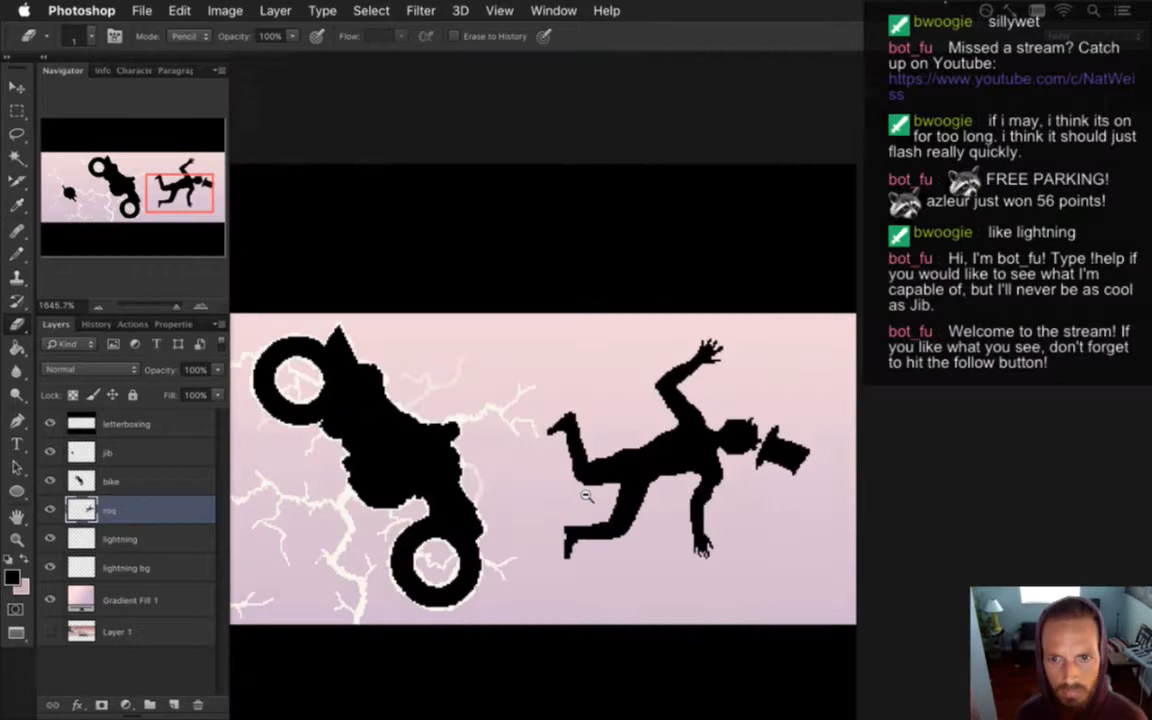 Photoshop File Edit Image Layer Type Select Filter 3D View Window Help
1 Mode: Pencil Opacity: 100% Flow: Erase to History
Navigator Info Characte Paragra
1645.7%
Layers History Actions Propertie
Kind
Normal Opacity: 100%
Lock: Fill: 100%
letterboxing
jib
bike
roq
lightning
lightning bg
Gradient Fill 1
Layer 1
bwoogie sillywet
bot_fu Missed a stream? Catch
up on Youtube:
https://www.youtube.com/c/NatWei
ss
bwoogie if i may, i think its on
for too long. i think it should just
flash really quickly.
bot_fu FREE PARKING!
azleur just won 56 points!
bwoogie like lightning
bot_fu Hi, I'm bot_fu! Type !help if
you would like to see what I'm
capable of, but I'll never be as cool
as Jib.
bot_fu Welcome to the stream! If
you like what you see, don't forget
to hit the follow button!